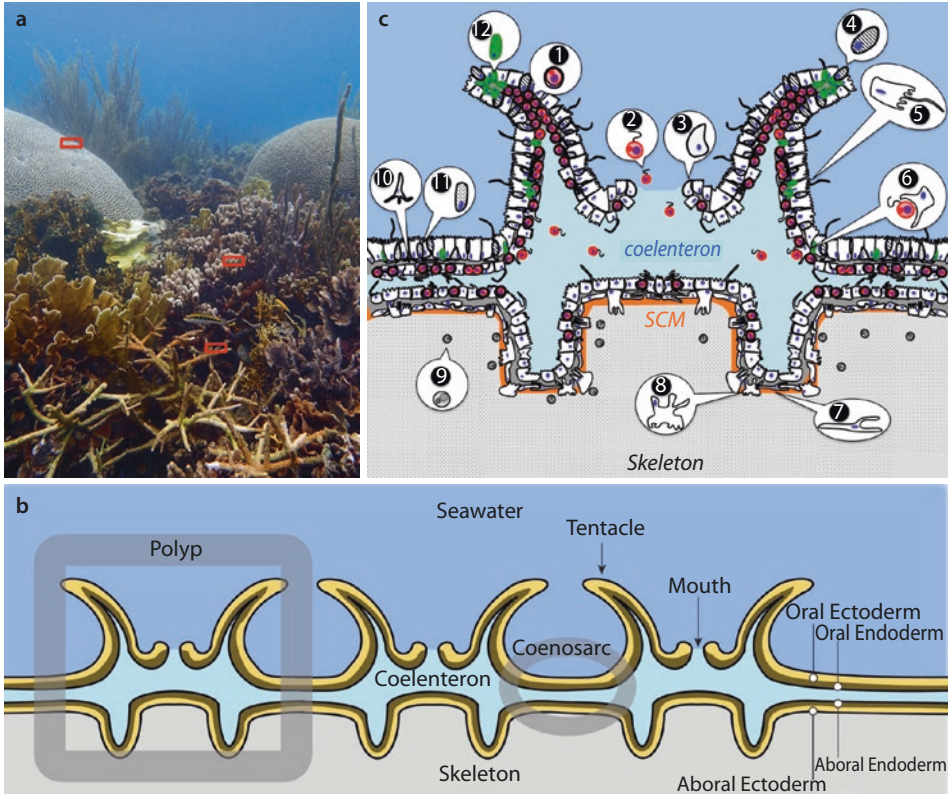 a
c
12
1
4
2
3
5
10
11
6
coelenteron
SCM
9
8
7
Skeleton
b
Seawater
Tentacle
Polyp
Mouth
Oral Ectoderm
Oral Endoderm
Coenosarc
Coelenteron
Skeleton
Aboral Endoderm
Aboral Ectoderm